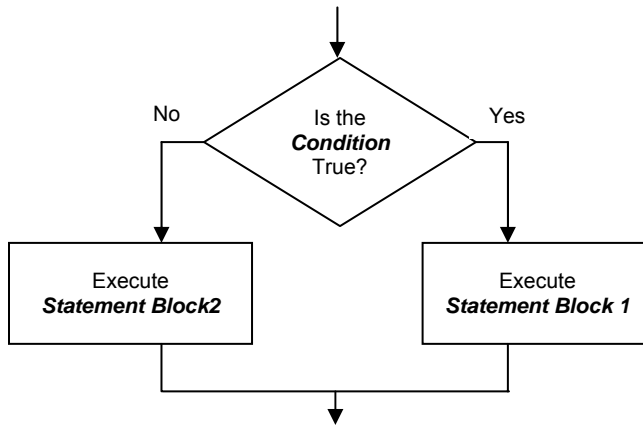 No
Yes
Is the
Condition
True?
Execute
Statement Block2
Execute
Statement Block 1